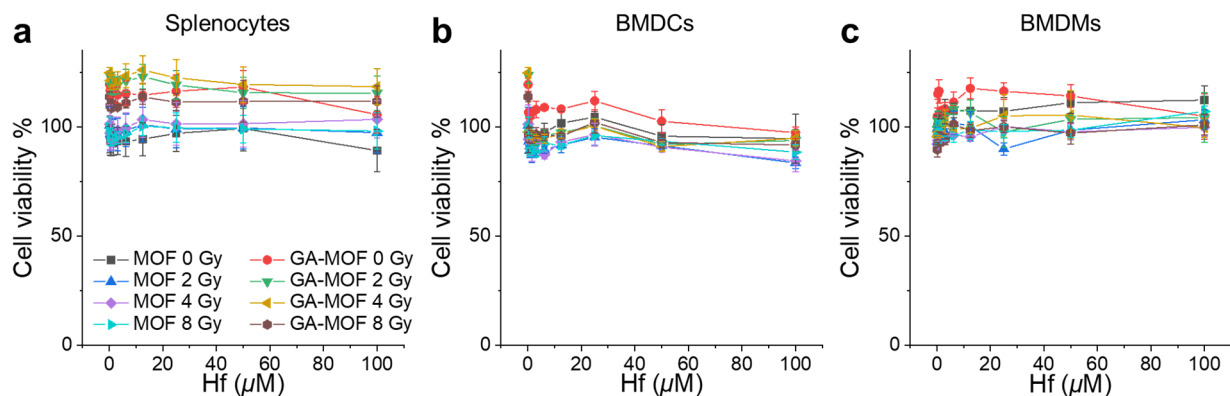 a
Splenocytes
Cell viability %
100
50
0
MOF 0 Gy
MOF 2 Gy
MOF 4 Gy
MOF 8 Gy
GA-MOF 0 Gy
GA-MOF 2 Gy
GA-MOF 4 Gy
GA-MOF 8 Gy
0 20 40 60 80 100
Hf (µM)
b
BMDCs
Cell viability %
100
50
0
0 20 40 60 80 100
Hf (µM)
c
BMDMs
Cell viability %
100
50
0
0 20 40 60 80 100
Hf (µM)